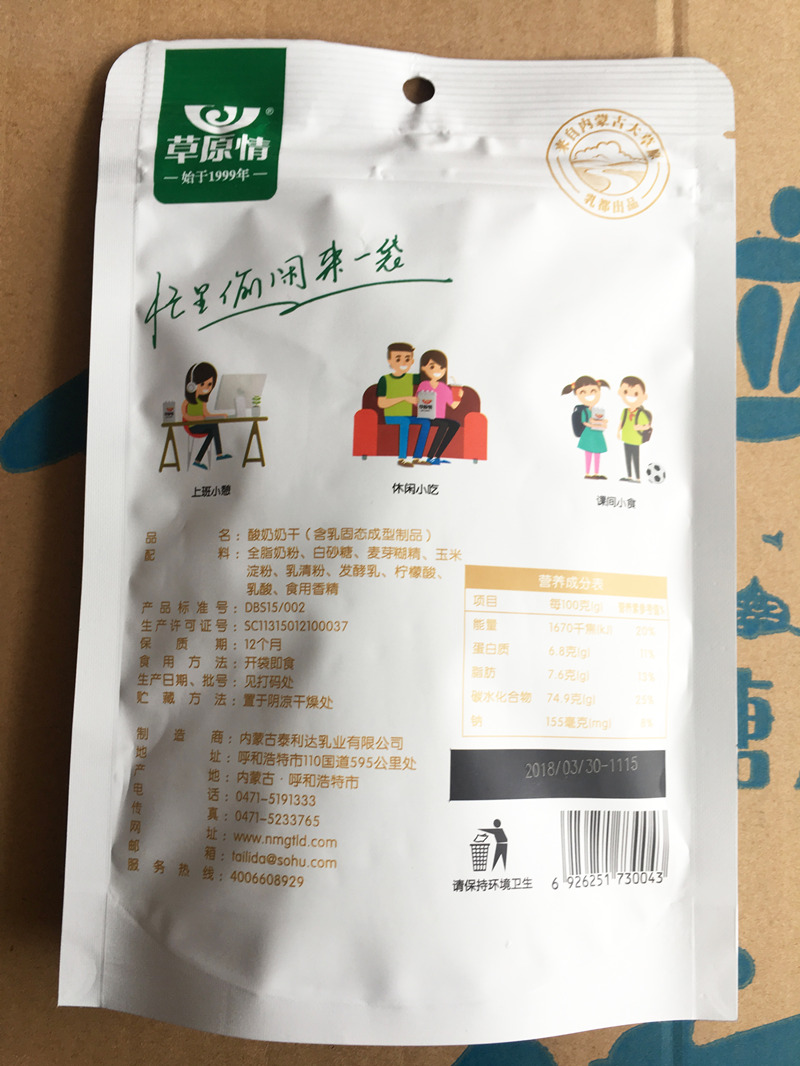 草原情®
始于1999年
来自内蒙古大草原
乳都出品
忙里偷闲来一袋
上班小憩
休闲小吃
课间小食
品名：酸奶奶干（含乳固态成型制品）
配料：全脂奶粉、白砂糖、麦芽糊精、玉米
淀粉、乳清粉、发酵乳、柠檬酸、
乳酸、食用香精
产品标准号：DBS15/002
生产许可证号：SC11315012100037
保质期：12个月
食用方法：开袋即食
生产日期、批号：见打码处
贮藏方法：置于阴凉干燥处
制造商：内蒙古泰利达乳业有限公司
地址：呼和浩特市110国道595公里处
产地：内蒙古·呼和浩特市
电话：0471-5191333
传真：0471-5233765
网址：www.nmgtld.com
邮箱：tailida@sohu.com
服务热线：4006608929
营养成分表
项目 每100克(g) 营养素参考值%
能量 1670千焦(kJ) 20%
蛋白质 6.8克(g) 11%
脂肪 7.6克(g) 13%
碳水化合物 74.9克(g) 25%
钠 155毫克(mg) 8%
2018/03/30-1115
请保持环境卫生
6 926251 730043